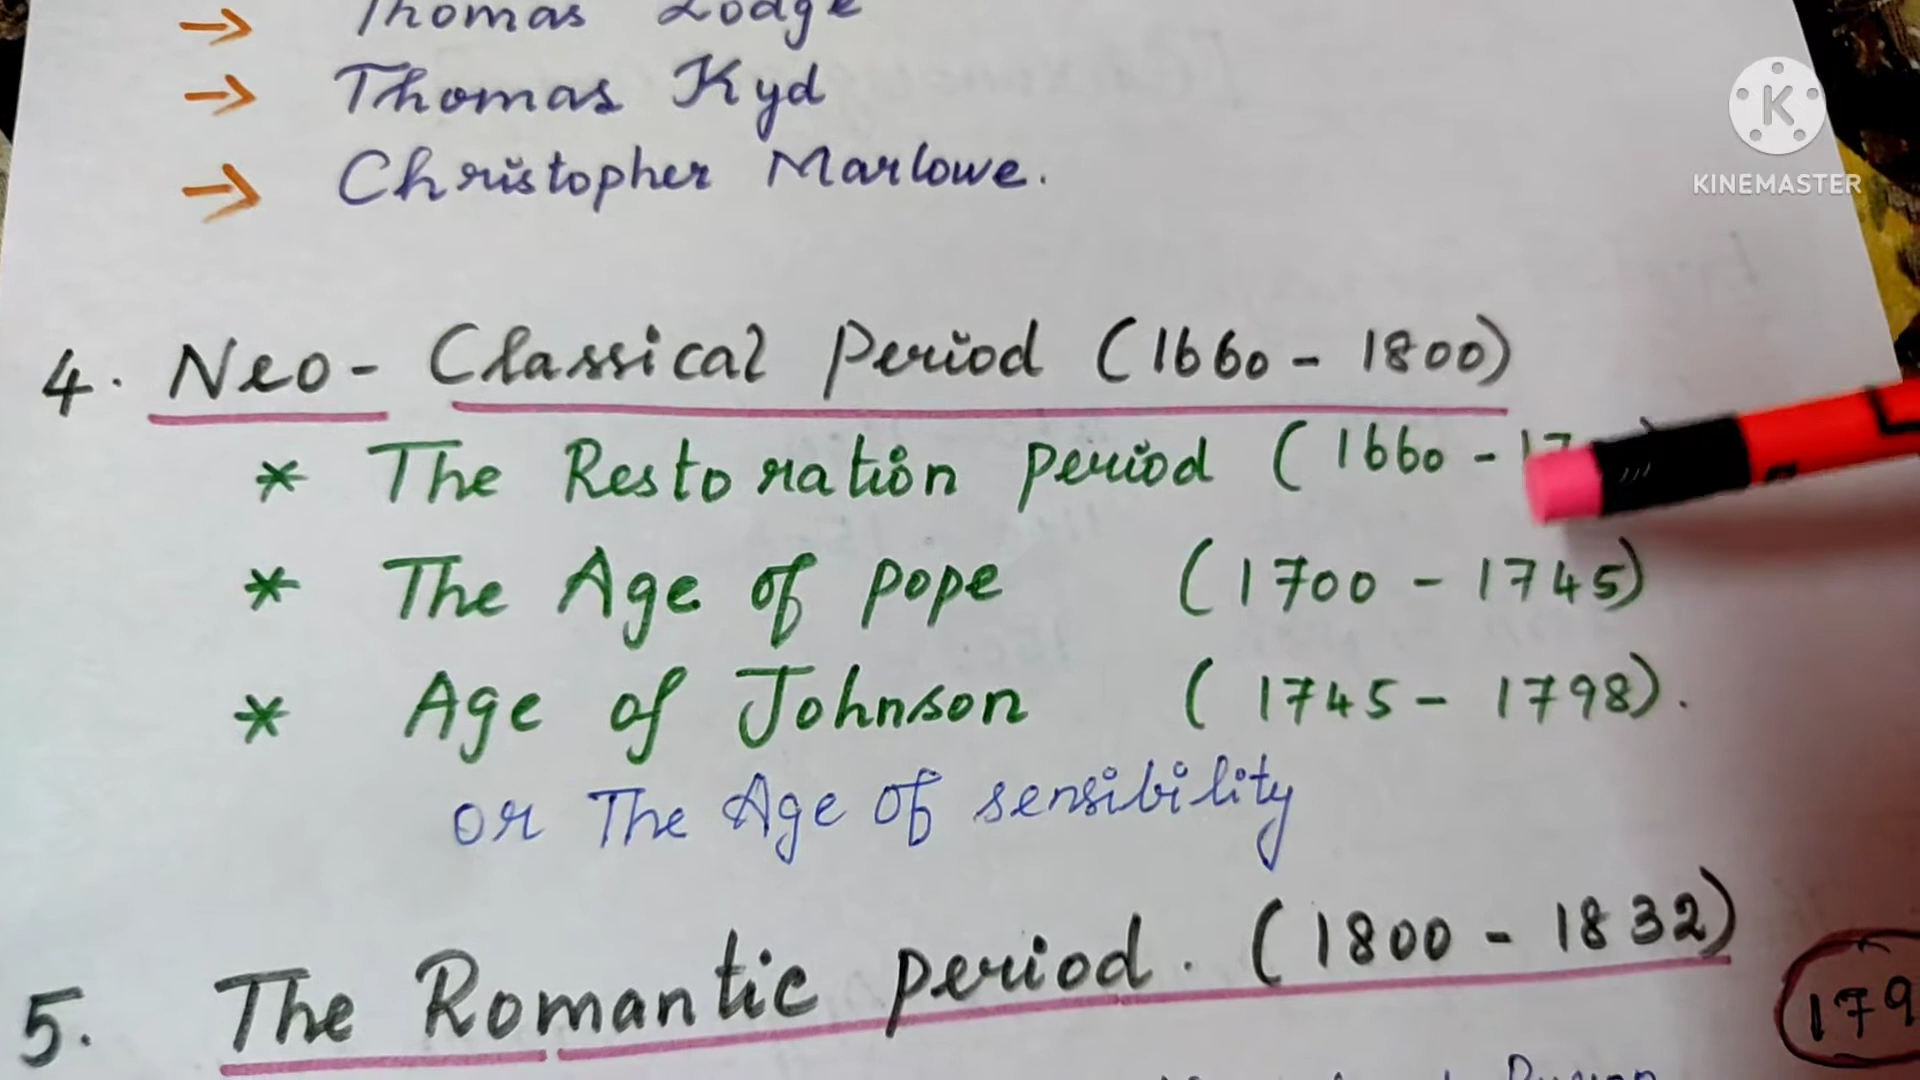 → Thomas Lodge
→ Thomas Kyd
→ Christopher Marlowe.
K
KINEMASTER
4. Neo-Classical Period (1660 - 1800)
* The Restoration period (1660 -
* The Age of pope (1700 - 1745)
* Age of Johnson (1745 - 1798).
or The Age of sensibility
5. The Romantic period. (1800 - 1832)
179